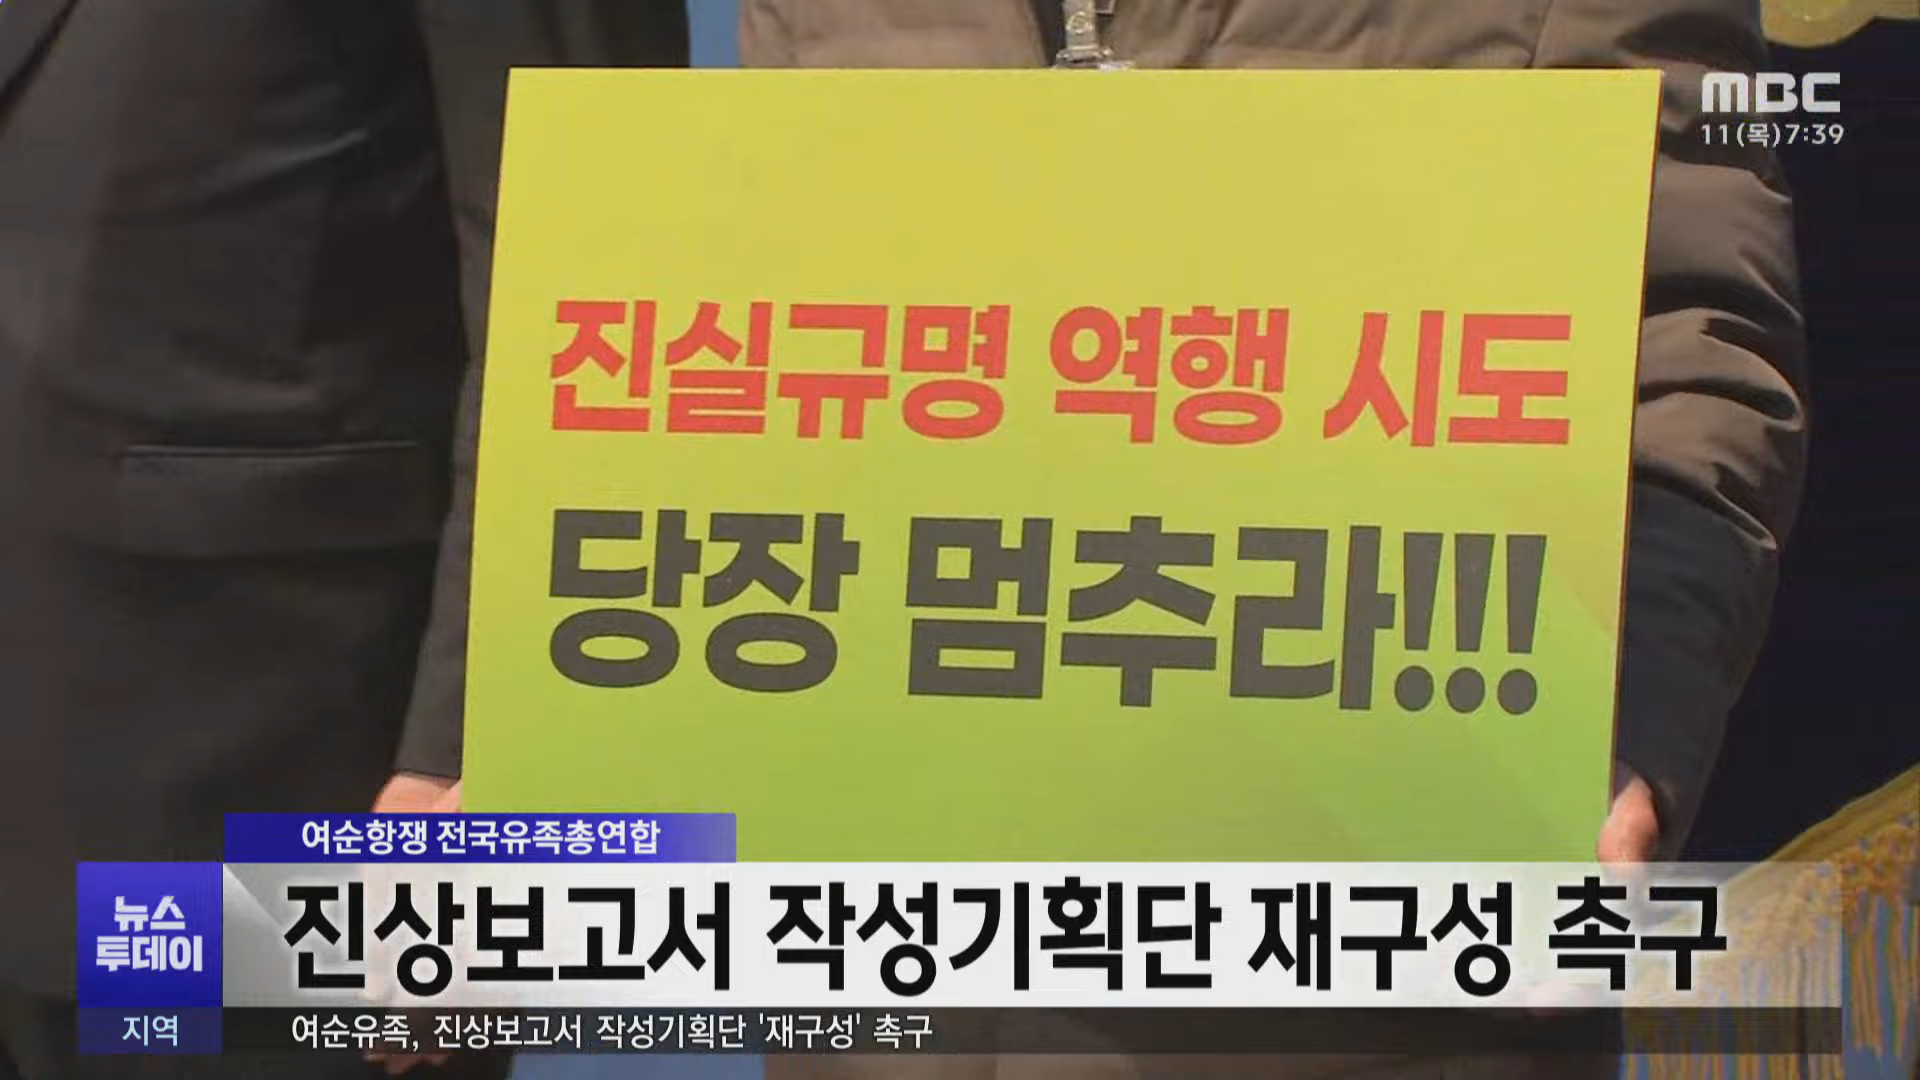 MBC
11(목)7:39
진실규명 역행 시도
당장 멈추라!!!
여순항쟁 전국유족총연합
뉴스
투데이
진상보고서 작성기획단 재구성 촉구
지역
여순유족, 진상보고서 작성기획단 '재구성' 촉구